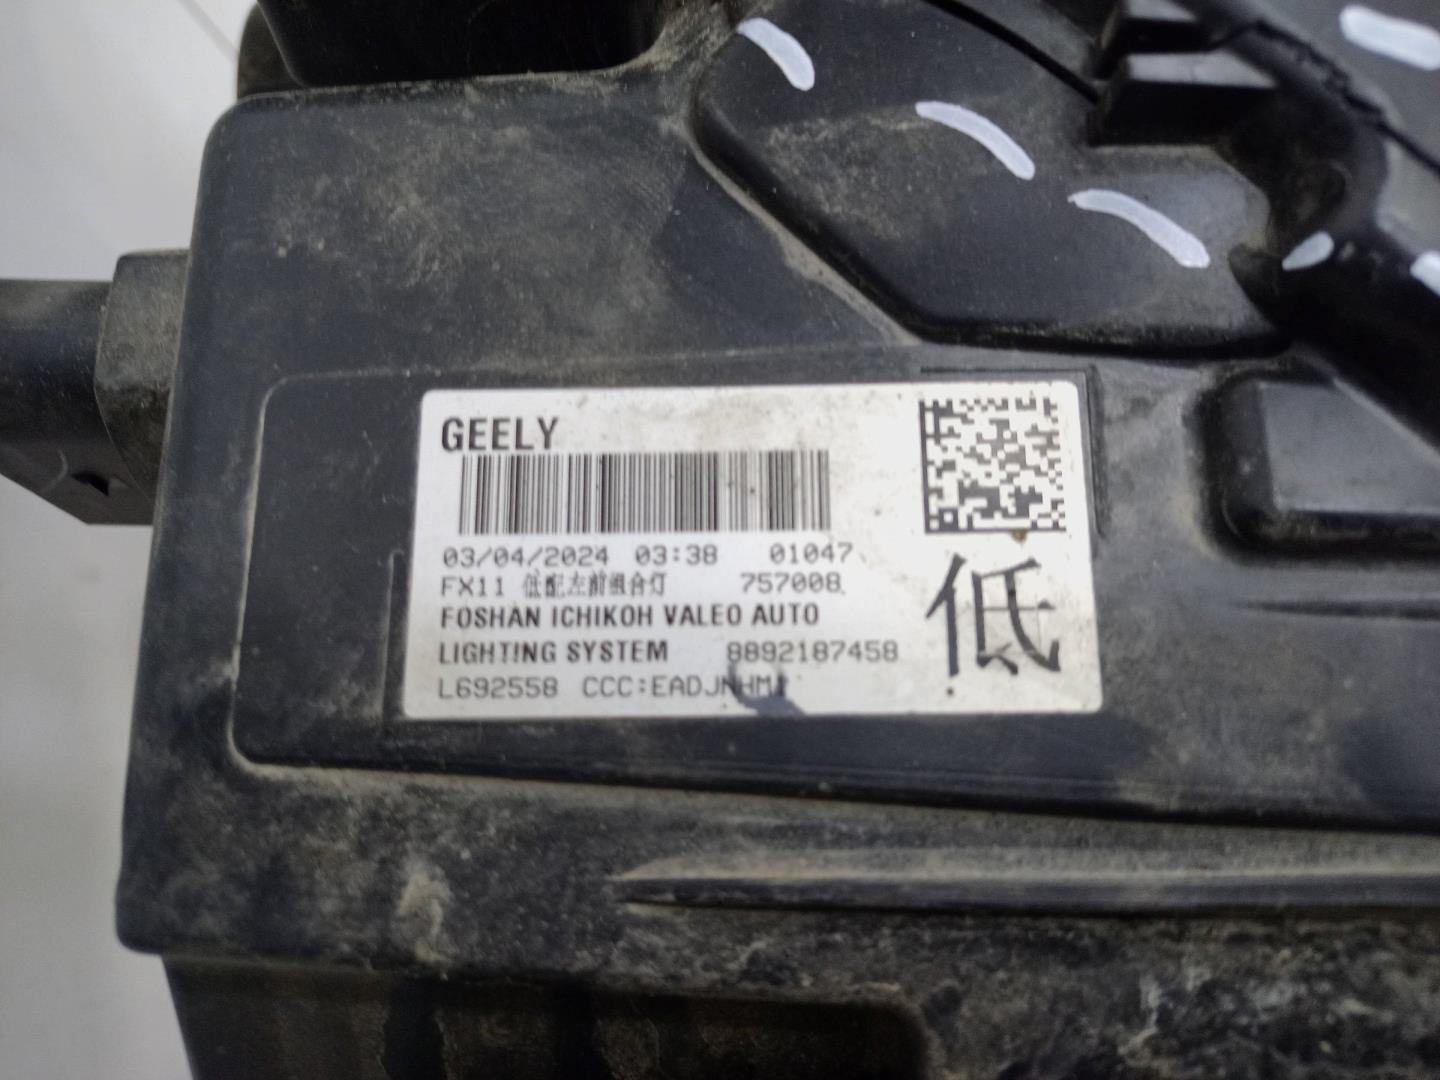 GEELY
03/04/2024 03:38 01047
FX11 低配左前组合灯 757008
FOSHAN ICHIKOH VALEO AUTO
LIGHTING SYSTEM 8892187458
L692558
低